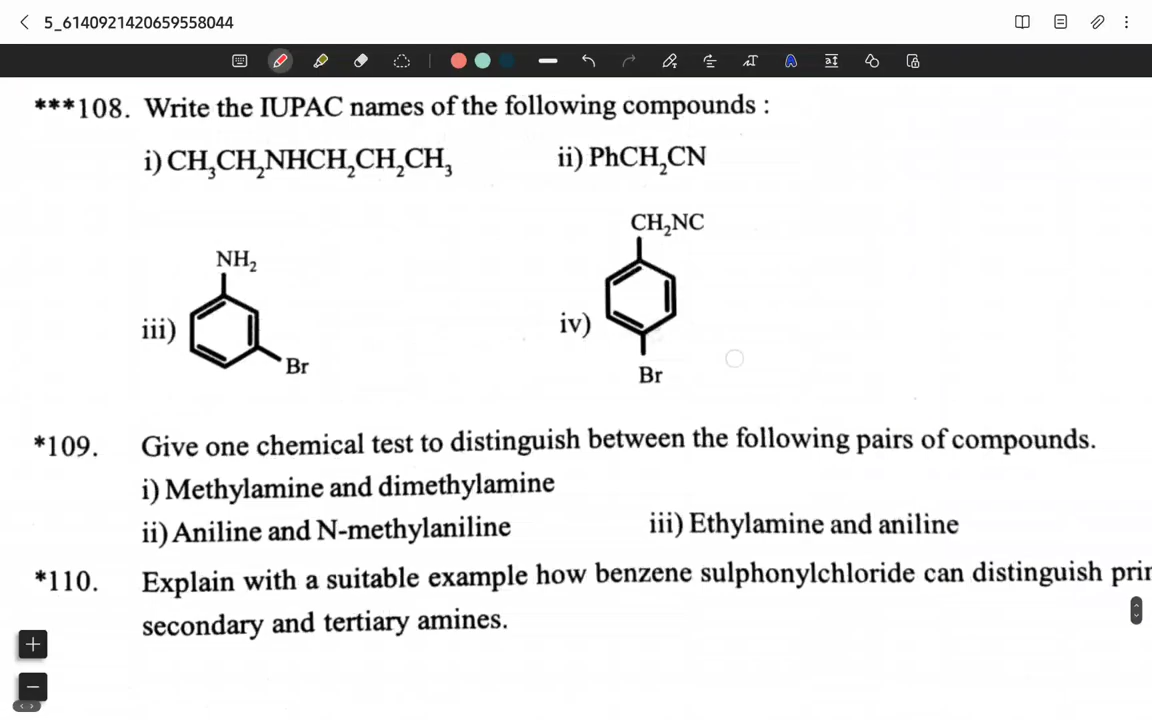 5_6140921420659558044
***108. Write the IUPAC names of the following compounds :
i) CH₃CH₂NHCH₂CH₂CH₃ ii) PhCH₂CN
CH₂NC
NH₂
iii)
iv)
Br
Br
*109. Give one chemical test to distinguish between the following pairs of compounds.
i) Methylamine and dimethylamine
ii) Aniline and N-methylaniline iii) Ethylamine and aniline
*110. Explain with a suitable example how benzene sulphonylchloride can distinguish
secondary and tertiary amines.